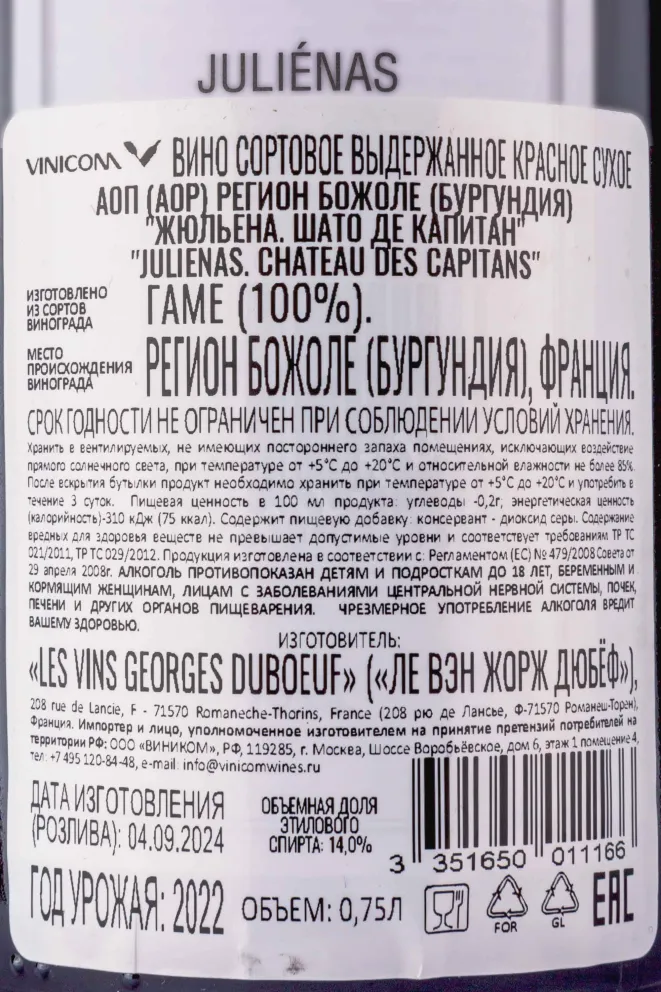 JULIÉNAS
VINICOM
ВИНО СОРТОВОЕ ВЫДЕРЖАННОЕ КРАСНОЕ СУХОЕ
АОП (AOP) РЕГИОН БОЖОЛЕ (БУРГУНДИЯ)
"ЖЮЛЬЕНА. ШАТО ДЕ КАПИТАН"
"JULIENAS. CHATEAU DES CAPITANS"
ИЗГОТОВЛЕНО
ИЗ СОРТОВ
ВИНОГРАДА
ГАМЕ (100%).
МЕСТО
ПРОИСХОЖДЕНИЯ
ВИНОГРАДА
РЕГИОН БОЖОЛЕ (БУРГУНДИЯ), ФРАНЦИЯ.
СРОК ГОДНОСТИ НЕ ОГРАНИЧЕН ПРИ СОБЛЮДЕНИИ УСЛОВИЙ ХРАНЕНИЯ.
Хранить в вентилируемых, не имеющих постороннего запаха помещениях, исключающих воздействие
прямого солнечного света, при температуре от +5°С до +20°С и относительной влажности не более 85%.
После вскрытия бутылки продукт необходимо хранить при температуре от +5°С до +20°С и употребить в
течение 3 суток. Пищевая ценность в 100 мл продукта: углеводы -0,2г, энергетическая ценность
(калорийность)-310 кДж (75 ккал). Содержит пищевую добавку: консервант - диоксид серы. Содержание
вредных для здоровья веществ не превышает допустимые уровни и соответствует требованиям ТР ТС
021/2011, ТР ТС 029/2012. Продукция изготовлена в соответствии с: Регламентом (ЕС) № 479/2008 Совета от
29 апреля 2008г. АЛКОГОЛЬ ПРОТИВОПОКАЗАН ДЕТЯМ И ПОДРОСТКАМ ДО 18 ЛЕТ, БЕРЕМЕННЫМ И
КОРМЯЩИМ ЖЕНЩИНАМ, ЛИЦАМ С ЗАБОЛЕВАНИЯМИ ЦЕНТРАЛЬНОЙ НЕРВНОЙ СИСТЕМЫ, ПОЧЕК,
ПЕЧЕНИ И ДРУГИХ ОРГАНОВ ПИЩЕВАРЕНИЯ. ЧРЕЗМЕРНОЕ УПОТРЕБЛЕНИЕ АЛКОГОЛЯ ВРЕДИТ
ВАШЕМУ ЗДОРОВЬЮ.
ИЗГОТОВИТЕЛЬ:
«LES VINS GEORGES DUBOEUF» («ЛЕ ВЭН ЖОРЖ ДЮБЁФ»),
208 rue de Lancie, F - 71570 Romaneche-Thorins, France (208 рю де Лансье, Ф-71570 Романеш-Торен),
Франция. Импортер и лицо, уполномоченное изготовителем на принятие претензий потребителей на
территории РФ: ООО «ВИНИКОМ», РФ, 119285, г. Москва, Шоссе Воробьёвское, дом 6, этаж 1 помещение 4,
тел: +7 495 120-84-48, e-mail: info@vinicomwines.ru
ДАТА ИЗГОТОВЛЕНИЯ
(РОЗЛИВА): 04.09.2024
ОБЪЕМНАЯ ДОЛЯ
ЭТИЛОВОГО
СПИРТА: 14,0%
3 351650 011166
ГОД УРОЖАЯ: 2022
ОБЪЕМ: 0,75Л
FOR
GL
EAC